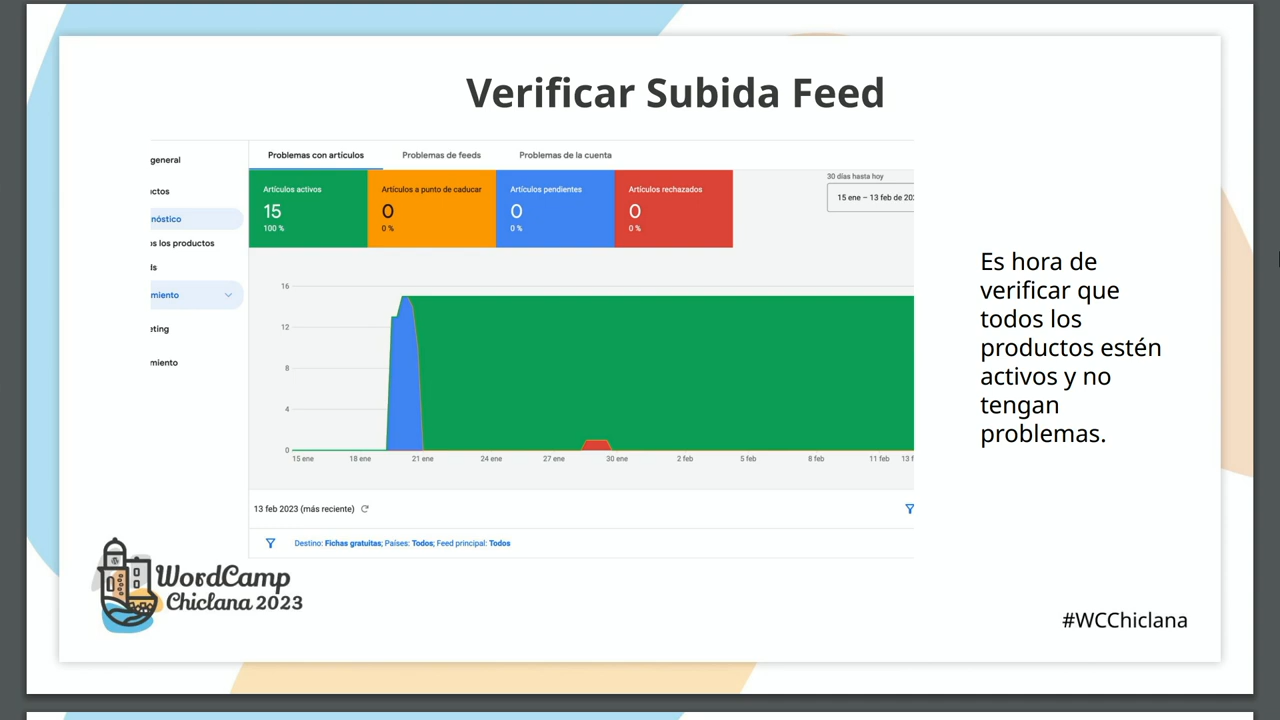 Verificar Subida Feed
general
Problemas con artículos
Problemas de feeds
Problemas de la cuenta
uctos
nóstico
os los productos
ds
miento
eting
miento
Artículos activos
15
100 %
Artículos a punto de caducar
0
0 %
Artículos pendientes
0
0 %
Artículos rechazados
0
0 %
30 días hasta hoy
15 ene – 13 feb de 202
16
12
8
4
0
15 ene
18 ene
21 ene
24 ene
27 ene
30 ene
2 feb
5 feb
8 feb
11 feb
13 f
13 feb 2023 (más reciente)
Destino: Fichas gratuitas; Países: Todos; Feed principal: Todos
Es hora de
verificar que
todos los
productos estén
activos y no
tengan
problemas.
WordCamp
Chiclana 2023
#WCChiclana